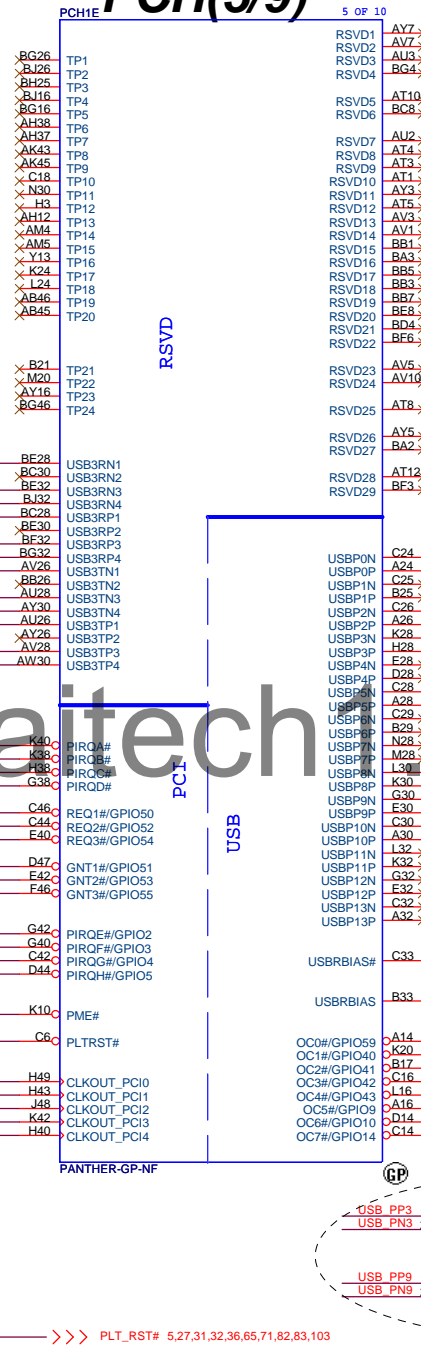 PCH(5/9)
PCH1E 5 OF 10
RSVD1 AY7
RSVD2 AV7
BG26 TP1 RSVD3 AU3
BJ26 TP2 RSVD4 BG4
BH25 TP3
BJ16 TP4 RSVD5 AT10
BG16 TP5 RSVD6 BC8
AH38 TP6
AH37 TP7 RSVD7 AU2
AK43 TP8 RSVD8 AT4
AK45 TP9 RSVD9 AT3
C18 TP10 RSVD10 AT1
N30 TP11 RSVD11 AY3
H3 TP12 RSVD12 AT5
AH12 TP13 RSVD13 AV3
AM4 TP14 RSVD14 AV1
AM5 TP15 RSVD15 BB1
Y13 TP16 RSVD16 BA3
K24 TP17 RSVD17 BB5
L24 TP18 RSVD18 BB3
AB46 TP19 RSVD19 BB7
AB45 TP20 RSVD20 BE8
RSVD21 BD4
RSVD22 BF6
RSVD
B21 TP21 RSVD23 AV5
M20 TP22 RSVD24 AV10
AY16 TP23
BG46 TP24 RSVD25 AT8
RSVD26 AY5
RSVD27 BA2
BE28 USB3RN1
BC30 USB3RN2 RSVD28 AT12
BE32 USB3RN3 RSVD29 BF3
BJ32 USB3RN4
BC28 USB3RP1
BE30 USB3RP2
BF32 USB3RP3
BG32 USB3RP4 USBP0N C24
AV26 USB3TN1 USBP0P A24
BB26 USB3TN2 USBP1N C25
AU28 USB3TN3 USBP1P B25
AY30 USB3TN4 USBP2N C26
AU26 USB3TP1 USBP2P A26
AY26 USB3TP2 USBP3N K28
AV28 USB3TP3 USBP3P H28
AW30 USB3TP4 USBP4N E28
USBP4P D28
USBP5N C28
USBP5P A28
USBP6N C29
USBP6P B29
K40 PIRQA# USBP7N N28
K38 PIRQB# USBP7P M28
H38 PIRQC# USBP8N L30
G38 PIRQD# USBP8P K30
aitech1
PCI
USBP9N G30
C46 REQ1#/GPIO50 USBP9P E30
C44 REQ2#/GPIO52 USBP10N C30
E40 REQ3#/GPIO54 USBP10P A30
USB
USBP11N L32
D47 GNT1#/GPIO51 USBP11P K32
E42 GNT2#/GPIO53 USBP12N G32
F46 GNT3#/GPIO55 USBP12P E32
USBP13N C32
USBP13P A32
G42 PIRQE#/GPIO2
G40 PIRQF#/GPIO3
C42 PIRQG#/GPIO4 USBRBIAS# C33
D44 PIRQH#/GPIO5
USBRBIAS B33
K10 PME#
C6 PLTRST# OC0#/GPIO59 A14
OC1#/GPIO40 K20
OC2#/GPIO41 B17
H49 CLKOUT_PCI0 OC3#/GPIO42 C16
H43 CLKOUT_PCI1 OC4#/GPIO43 L16
J48 CLKOUT_PCI2 OC5#/GPIO9 A16
K42 CLKOUT_PCI3 OC6#/GPIO10 D14
H40 CLKOUT_PCI4 OC7#/GPIO14 C14
PANTHER-GP-NF
GP
USB_PP3
USB_PN3
USB_PP9
USB_PN9
PLT_RST# 5,27,31,32,36,65,71,82,83,103